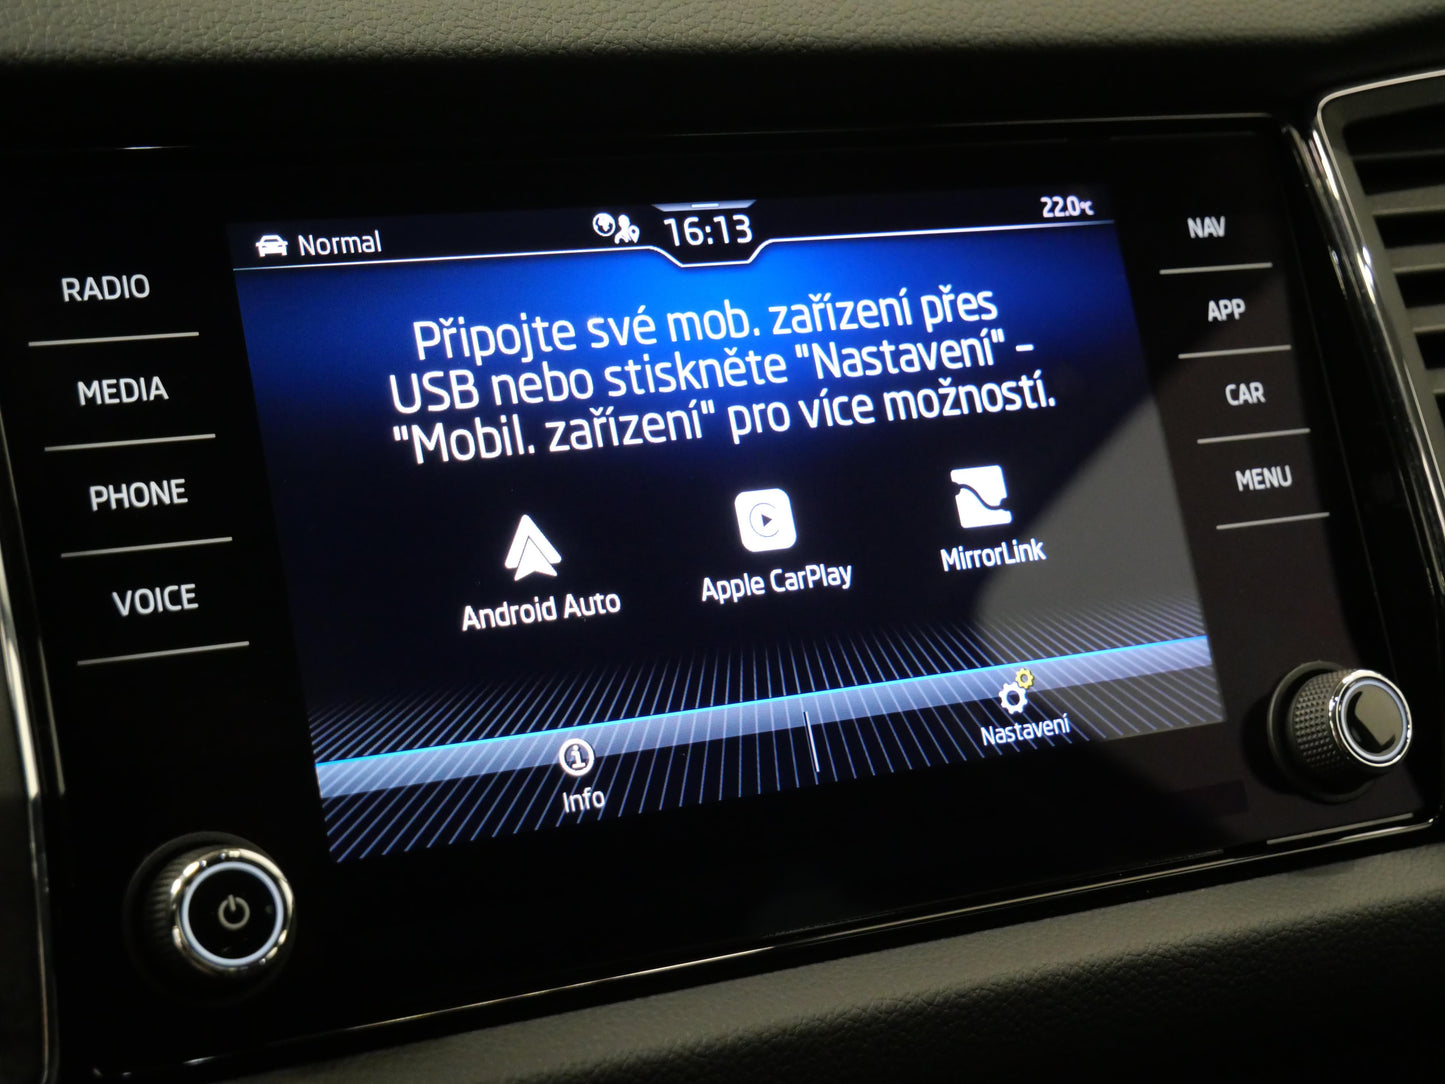 Normal
16:13
22.0°C
RADIO
MEDIA
PHONE
VOICE
Připojte své mob. zařízení přes
USB nebo stiskněte "Nastavení" –
"Mobil. zařízení" pro více možností.
Android Auto
Apple CarPlay
MirrorLink
Info
Nastavení
NAV
APP
CAR
MENU